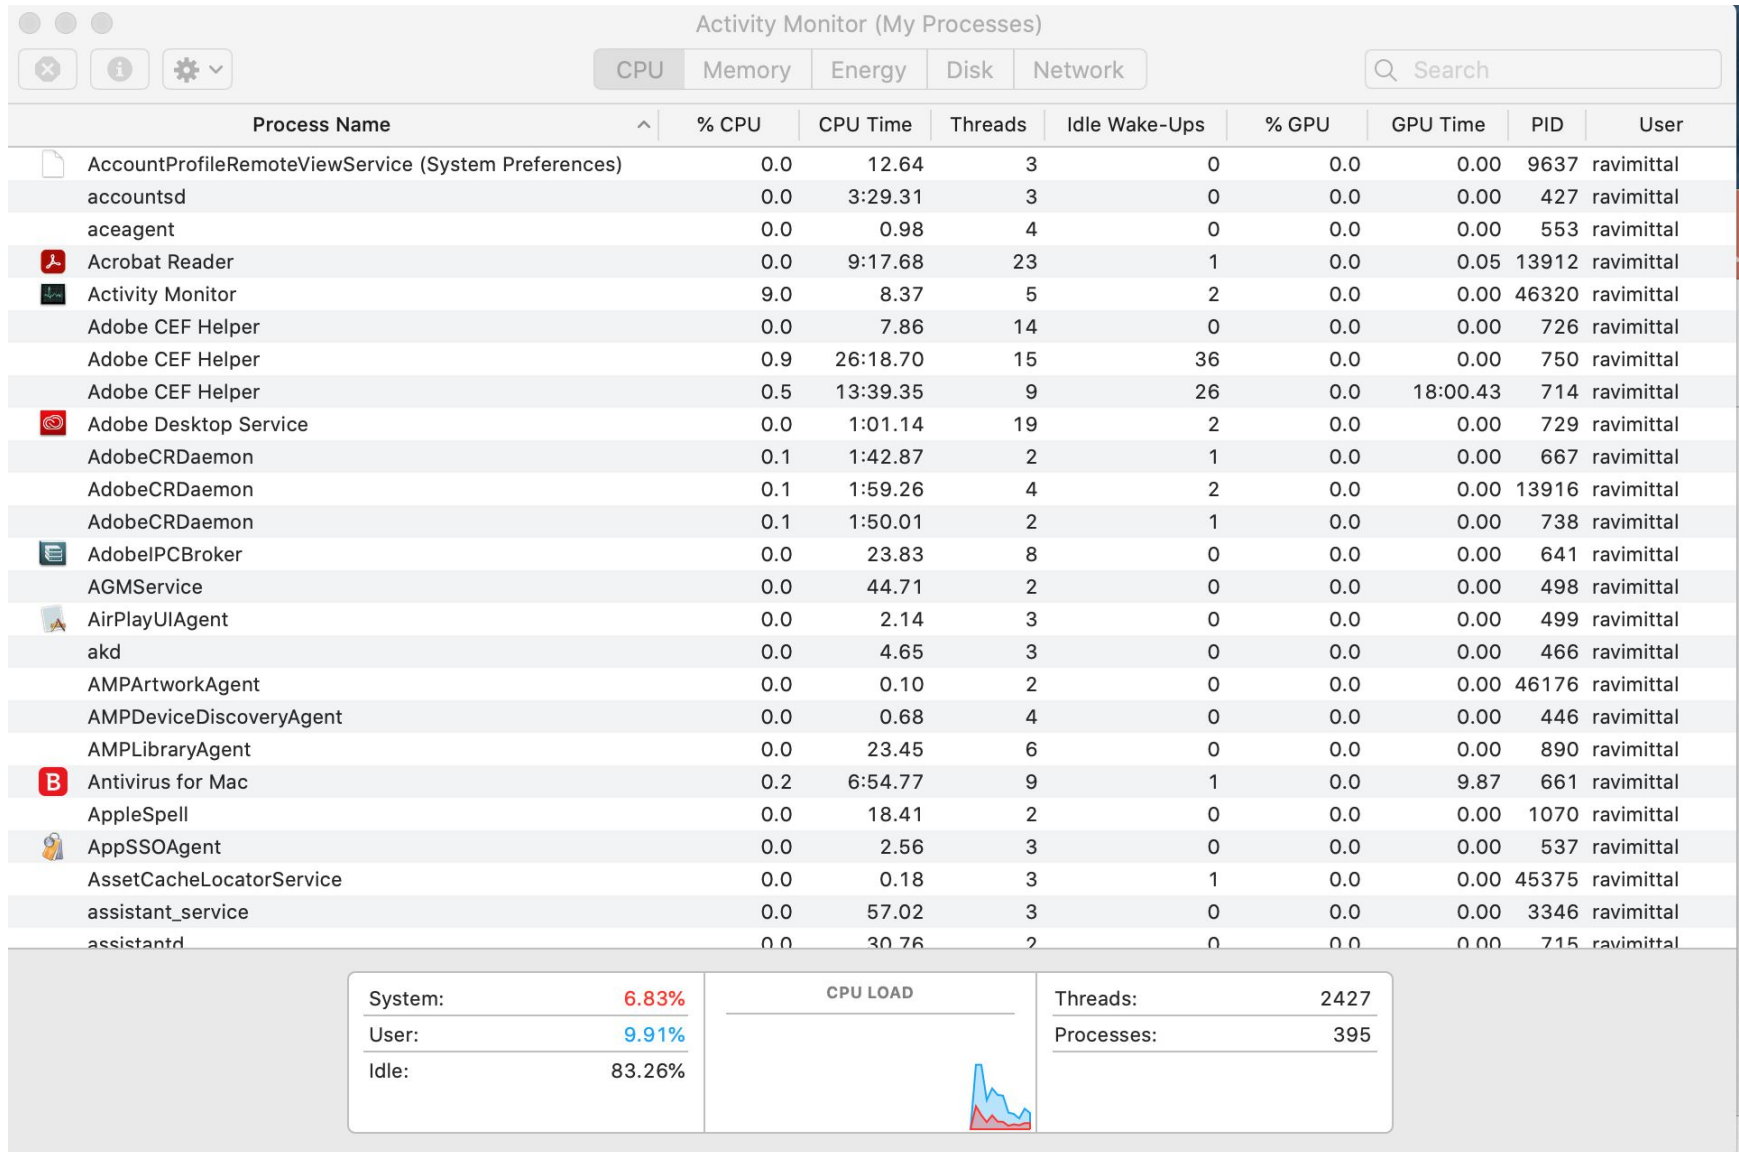 Activity Monitor (My Processes)
CPU Memory Energy Disk Network Search
Process Name % CPU CPU Time Threads Idle Wake-Ups % GPU GPU Time PID User
AccountProfileRemoteViewService (System Preferences) 0.0 12.64 3 0 0.0 0.00 9637 ravimittal
accountsd 0.0 3:29.31 3 0 0.0 0.00 427 ravimittal
aceagent 0.0 0.98 4 0 0.0 0.00 553 ravimittal
Acrobat Reader 0.0 9:17.68 23 1 0.0 0.05 13912 ravimittal
Activity Monitor 9.0 8.37 5 2 0.0 0.00 46320 ravimittal
Adobe CEF Helper 0.0 7.86 14 0 0.0 0.00 726 ravimittal
Adobe CEF Helper 0.9 26:18.70 15 36 0.0 0.00 750 ravimittal
Adobe CEF Helper 0.5 13:39.35 9 26 0.0 18:00.43 714 ravimittal
Adobe Desktop Service 0.0 1:01.14 19 2 0.0 0.00 729 ravimittal
AdobeCRDaemon 0.1 1:42.87 2 1 0.0 0.00 667 ravimittal
AdobeCRDaemon 0.1 1:59.26 4 2 0.0 0.00 13916 ravimittal
AdobeCRDaemon 0.1 1:50.01 2 1 0.0 0.00 738 ravimittal
AdobeIPCBroker 0.0 23.83 8 0 0.0 0.00 641 ravimittal
AGMService 0.0 44.71 2 0 0.0 0.00 498 ravimittal
AirPlayUIAgent 0.0 2.14 3 0 0.0 0.00 499 ravimittal
akd 0.0 4.65 3 0 0.0 0.00 466 ravimittal
AMPArtworkAgent 0.0 0.10 2 0 0.0 0.00 46176 ravimittal
AMPDeviceDiscoveryAgent 0.0 0.68 4 0 0.0 0.00 446 ravimittal
AMPLibraryAgent 0.0 23.45 6 0 0.0 0.00 890 ravimittal
B Antivirus for Mac 0.2 6:54.77 9 1 0.0 9.87 661 ravimittal
AppleSpell 0.0 18.41 2 0 0.0 0.00 1070 ravimittal
AppSSOAgent 0.0 2.56 3 0 0.0 0.00 537 ravimittal
AssetCacheLocatorService 0.0 0.18 3 1 0.0 0.00 45375 ravimittal
assistant_service 0.0 57.02 3 0 0.0 0.00 3346 ravimittal
assistantd 0.0 30.76 2 0 0.0 0.00 715 ravimittal
System: 6.83% CPU LOAD Threads: 2427
User: 9.91% Processes: 395
Idle: 83.26%